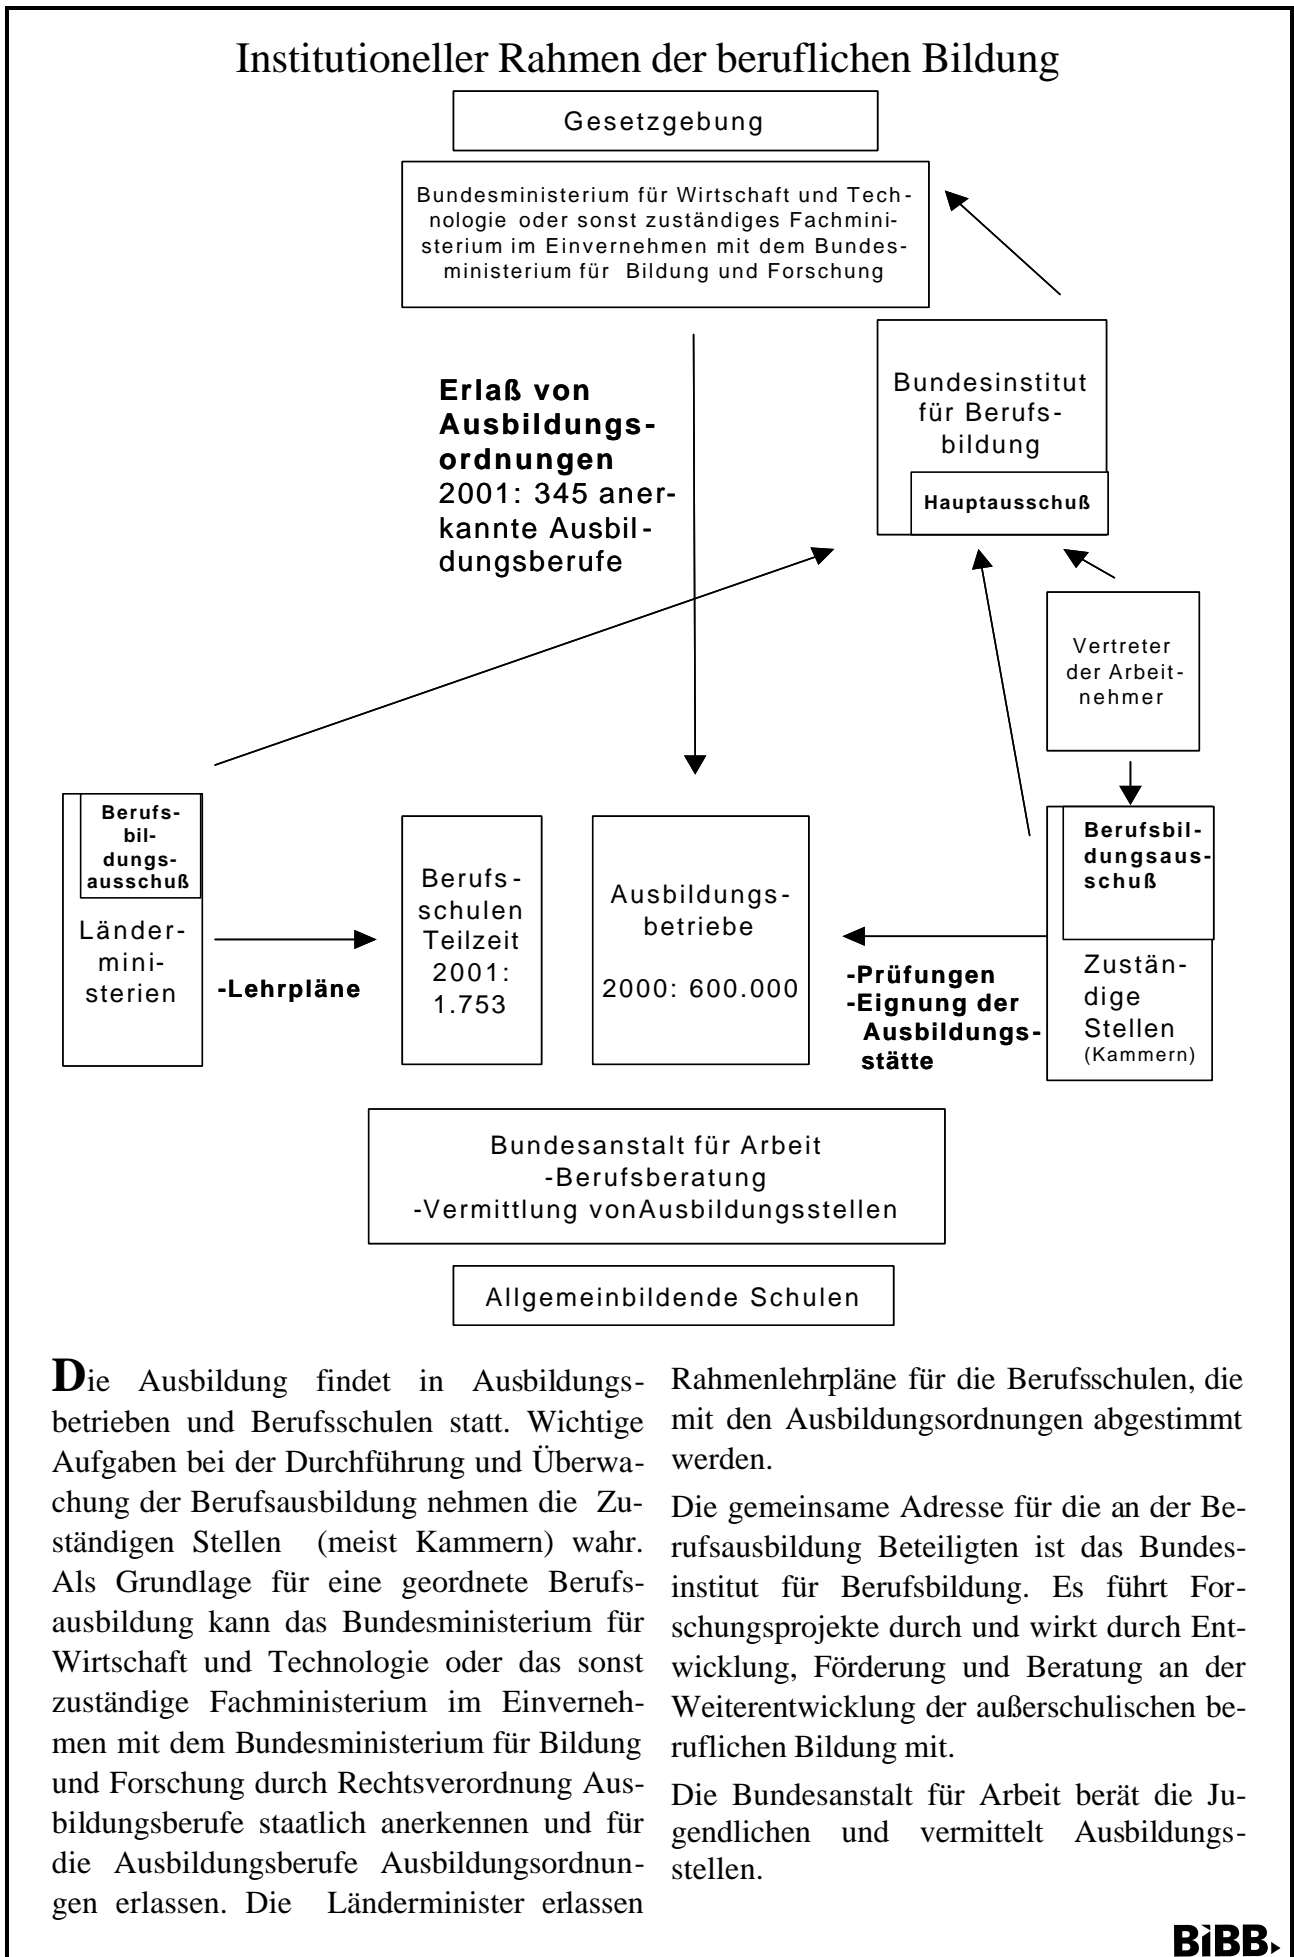 Institutioneller Rahmen der beruflichen Bildung
Gesetzgebung
Bundesministerium für Wirtschaft und Tech-
nologie oder sonst zuständiges Fachmini-
sterium im Einvernehmen mit dem Bundes-
ministerium für Bildung und Forschung
Erlaß von
Ausbildungs-
ordnungen
2001: 345 aner-
kannte Ausbil-
dungsberufe
Bundesinstitut
für Berufs-
bildung
Hauptausschuß
Vertreter
der Arbeit-
nehmer
Berufs-
bil-
dungs-
ausschuß
Länder-
mini-
sterien
-Lehrpläne
Berufs-
schulen
Teilzeit
2001:
1.753
Ausbildungs-
betriebe
2000: 600.000
-Prüfungen
-Eignung der
Ausbildungs-
stätte
Berufsbil-
dungsaus-
schuß
Zustän-
dige
Stellen
(Kammern)
Bundesanstalt für Arbeit
-Berufsberatung
-Vermittlung vonAusbildungsstellen
Allgemeinbildende Schulen
Die Ausbildung findet in Ausbildungs-
betrieben und Berufsschulen statt. Wichtige
Aufgaben bei der Durchführung und Überwa-
chung der Berufsausbildung nehmen die Zu-
ständigen Stellen (meist Kammern) wahr.
Als Grundlage für eine geordnete Berufs-
ausbildung kann das Bundesministerium für
Wirtschaft und Technologie oder das sonst
zuständige Fachministerium im Einverneh-
men mit dem Bundesministerium für Bildung
und Forschung durch Rechtsverordnung Aus-
bildungsberufe staatlich anerkennen und für
die Ausbildungsberufe Ausbildungsordnun-
gen erlassen. Die Länderminister erlassen
Rahmenlehrpläne für die Berufsschulen, die
mit den Ausbildungsordnungen abgestimmt
werden.
Die gemeinsame Adresse für die an der Be-
rufsausbildung Beteiligten ist das Bundes-
institut für Berufsbildung. Es führt For-
schungsprojekte durch und wirkt durch Ent-
wicklung, Förderung und Beratung an der
Weiterentwicklung der außerschulischen be-
ruflichen Bildung mit.
Die Bundesanstalt für Arbeit berät die Ju-
gendlichen und vermittelt Ausbildungs-
stellen.
BiBB